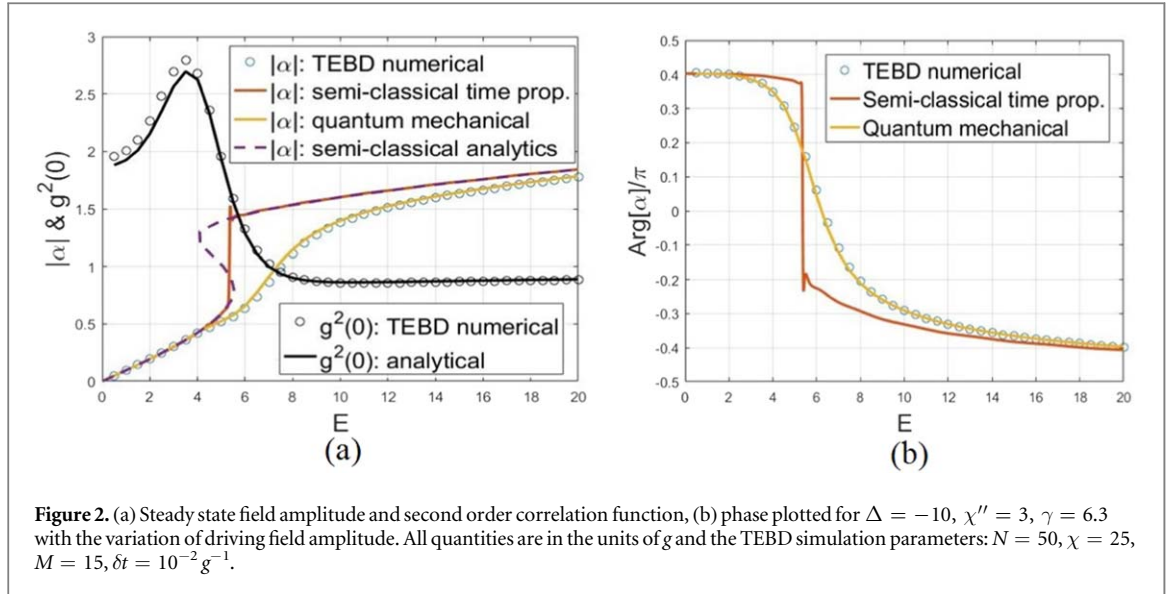 3
2.5
2
1.5
1
0.5
0
0 2 4 6 8 10 12 14 16 18 20
|α| & g²(0)
E
|α|: TEBD numerical
|α|: semi-classical time prop.
|α|: quantum mechanical
|α|: semi-classical analytics
g²(0): TEBD numerical
g²(0): analytical
(a)
0.5
0.4
0.3
0.2
0.1
0
-0.1
-0.2
-0.3
-0.4
-0.5
0 2 4 6 8 10 12 14 16 18 20
Arg[α]/π
E
TEBD numerical
Semi-classical time prop.
Quantum mechanical
(b)
Figure 2. (a) Steady state field amplitude and second order correlation function, (b) phase plotted for Δ = −10, χ″ = 3, γ = 6.3
with the variation of driving field amplitude. All quantities are in the units of g and the TEBD simulation parameters: N = 50, χ = 25,
M = 15, δt = 10⁻² g⁻¹.